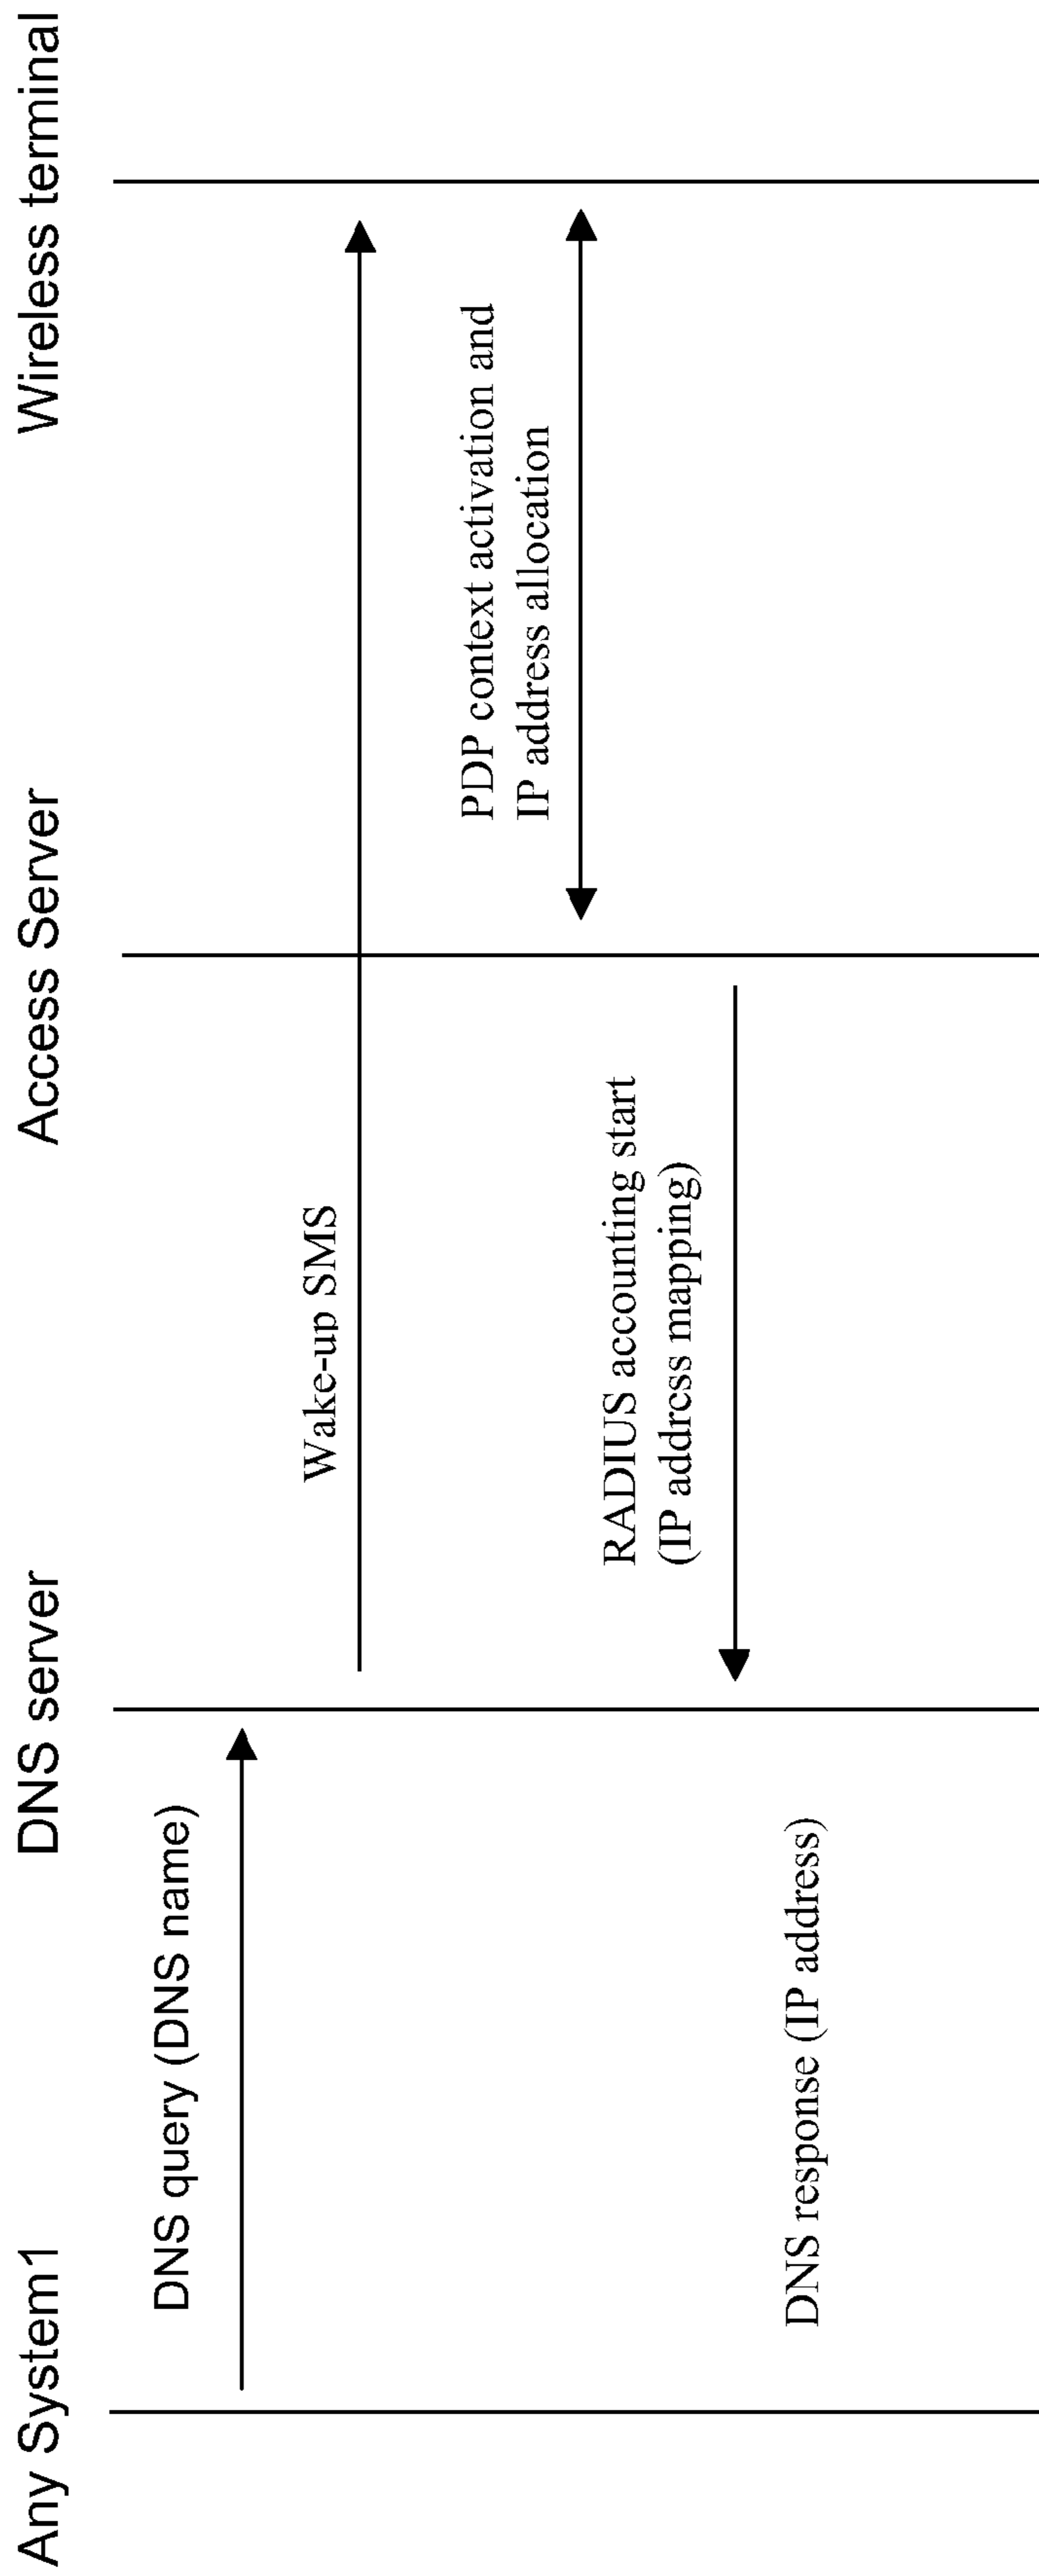 Any System1
DNS server
Access Server
Wireless terminal
DNS query (DNS name)
Wake-up SMS
PDP context activation and
IP address allocation
RADIUS accounting start
(IP address mapping)
DNS response (IP address)